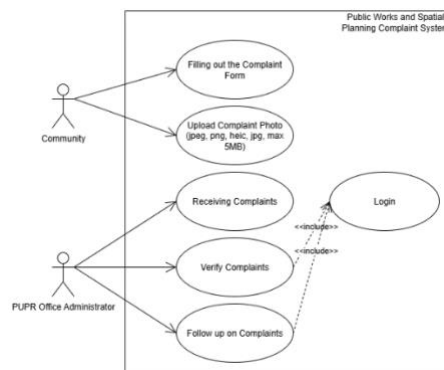 Public Works and Spatial
Planning Complaint System
Filling out the Complaint
Form
Community
Upload Complaint Photo
(jpeg, png, heic, jpg, max
5MB)
Receiving Complaints
Login
<<include>>
<<include>>
Verify Complaints
PUPR Office Administrator
Follow up on Complaints